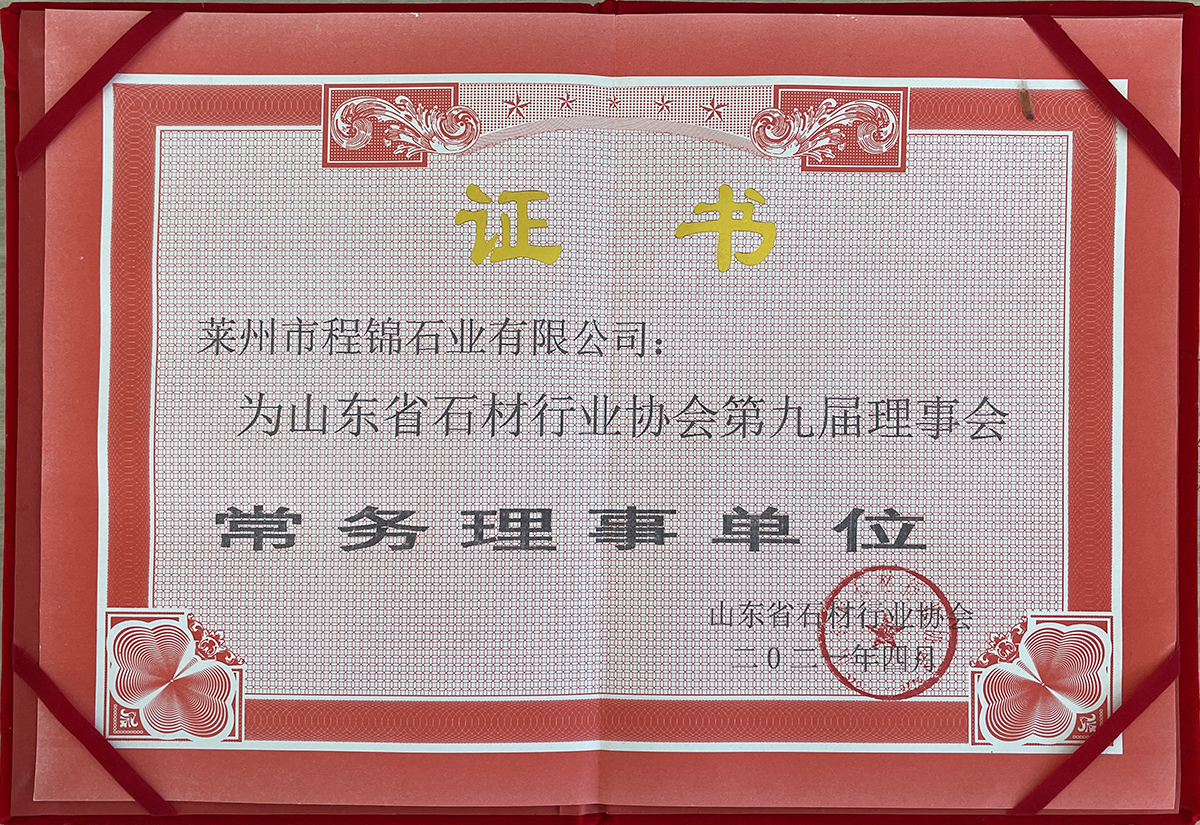 证 书
莱州市程锦石业有限公司：
为山东省石材行业协会第九届理事会
常务理事单位
山东省石材行业协会
二0二一年四月